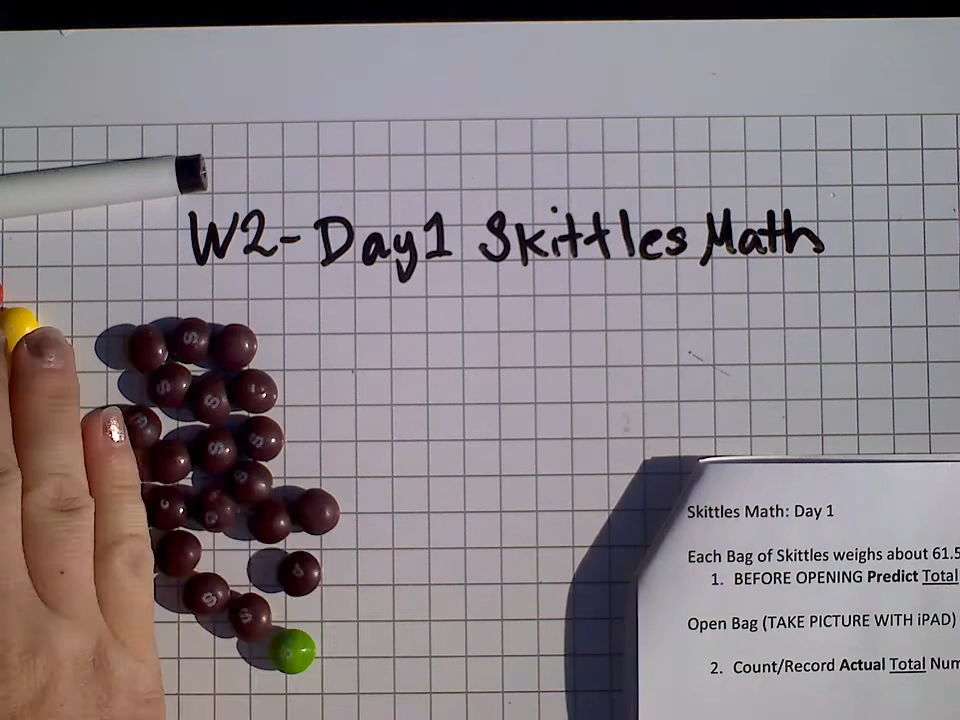 W2-Day1 Skittles Math
S
S
S
S
S
S
S
S
S
Skittles Math: Day 1
Each Bag of Skittles weighs about 61.5
1. BEFORE OPENING Predict Total
Open Bag (TAKE PICTURE WITH iPAD)
2. Count/Record Actual Total Num